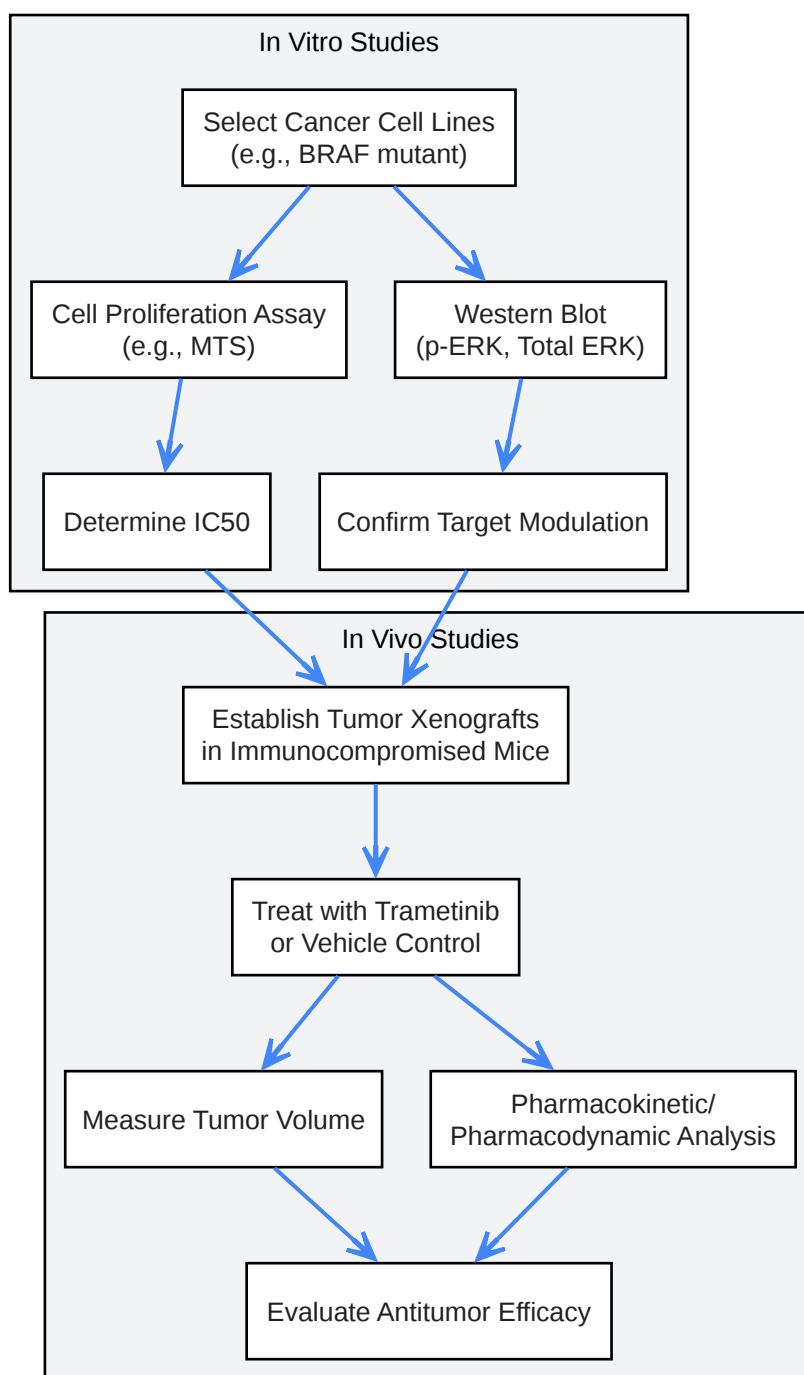 In Vitro Studies
Select Cancer Cell Lines
(e.g., BRAF mutant)
Cell Proliferation Assay
(e.g., MTS)
Western Blot
(p-ERK, Total ERK)
Determine IC50
Confirm Target Modulation
In Vivo Studies
Establish Tumor Xenografts
in Immunocompromised Mice
Treat with Trametinib
or Vehicle Control
Measure Tumor Volume
Pharmacokinetic/
Pharmacodynamic Analysis
Evaluate Antitumor Efficacy